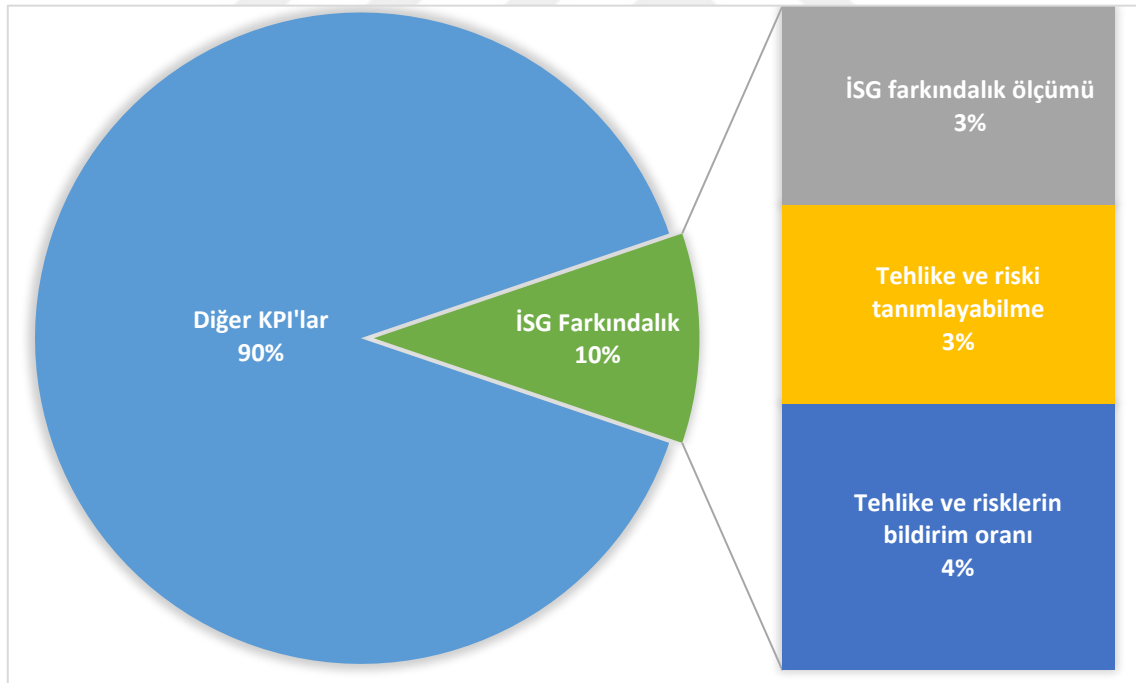 Diğer KPI'lar
90%
İSG Farkındalık
10%
İSG farkındalık ölçümü
3%
Tehlike ve riski
tanımlayabilme
3%
Tehlike ve risklerin
bildirim oranı
4%